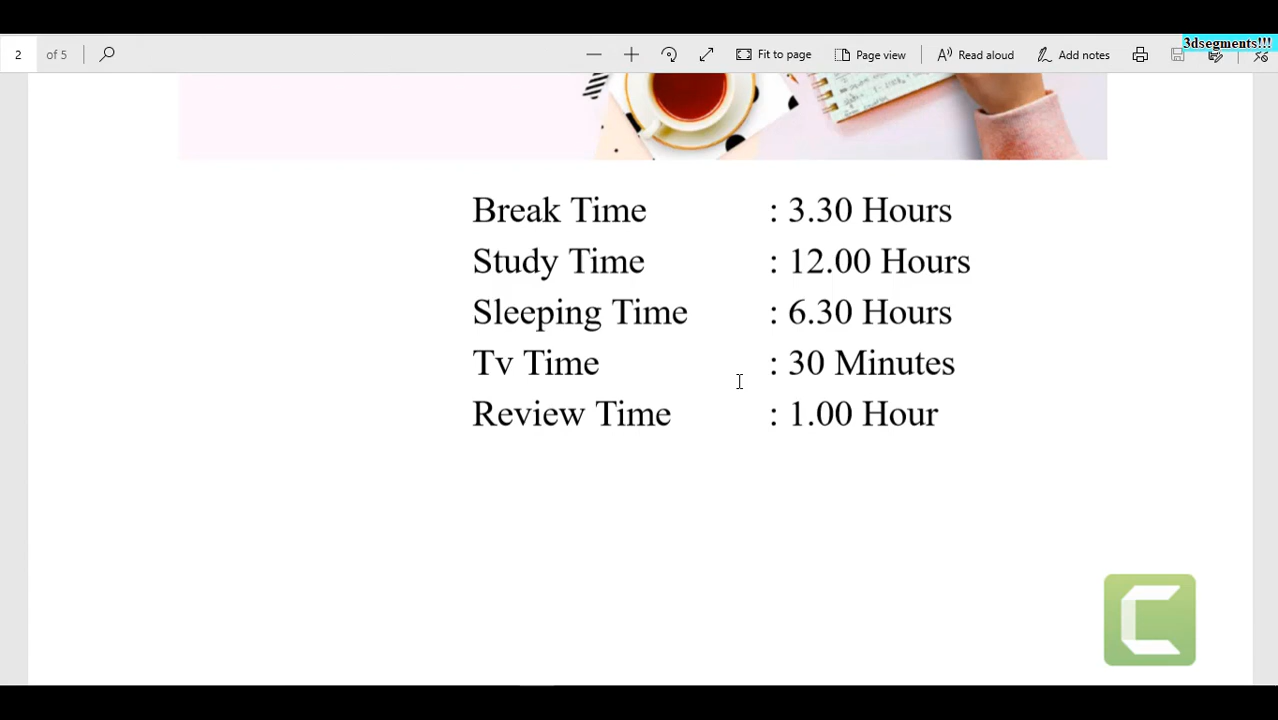 3dsegments!!!
2 of 5 Fit to page Page view Read aloud Add notes
Break Time : 3.30 Hours
Study Time : 12.00 Hours
Sleeping Time : 6.30 Hours
Tv Time : 30 Minutes
Review Time : 1.00 Hour